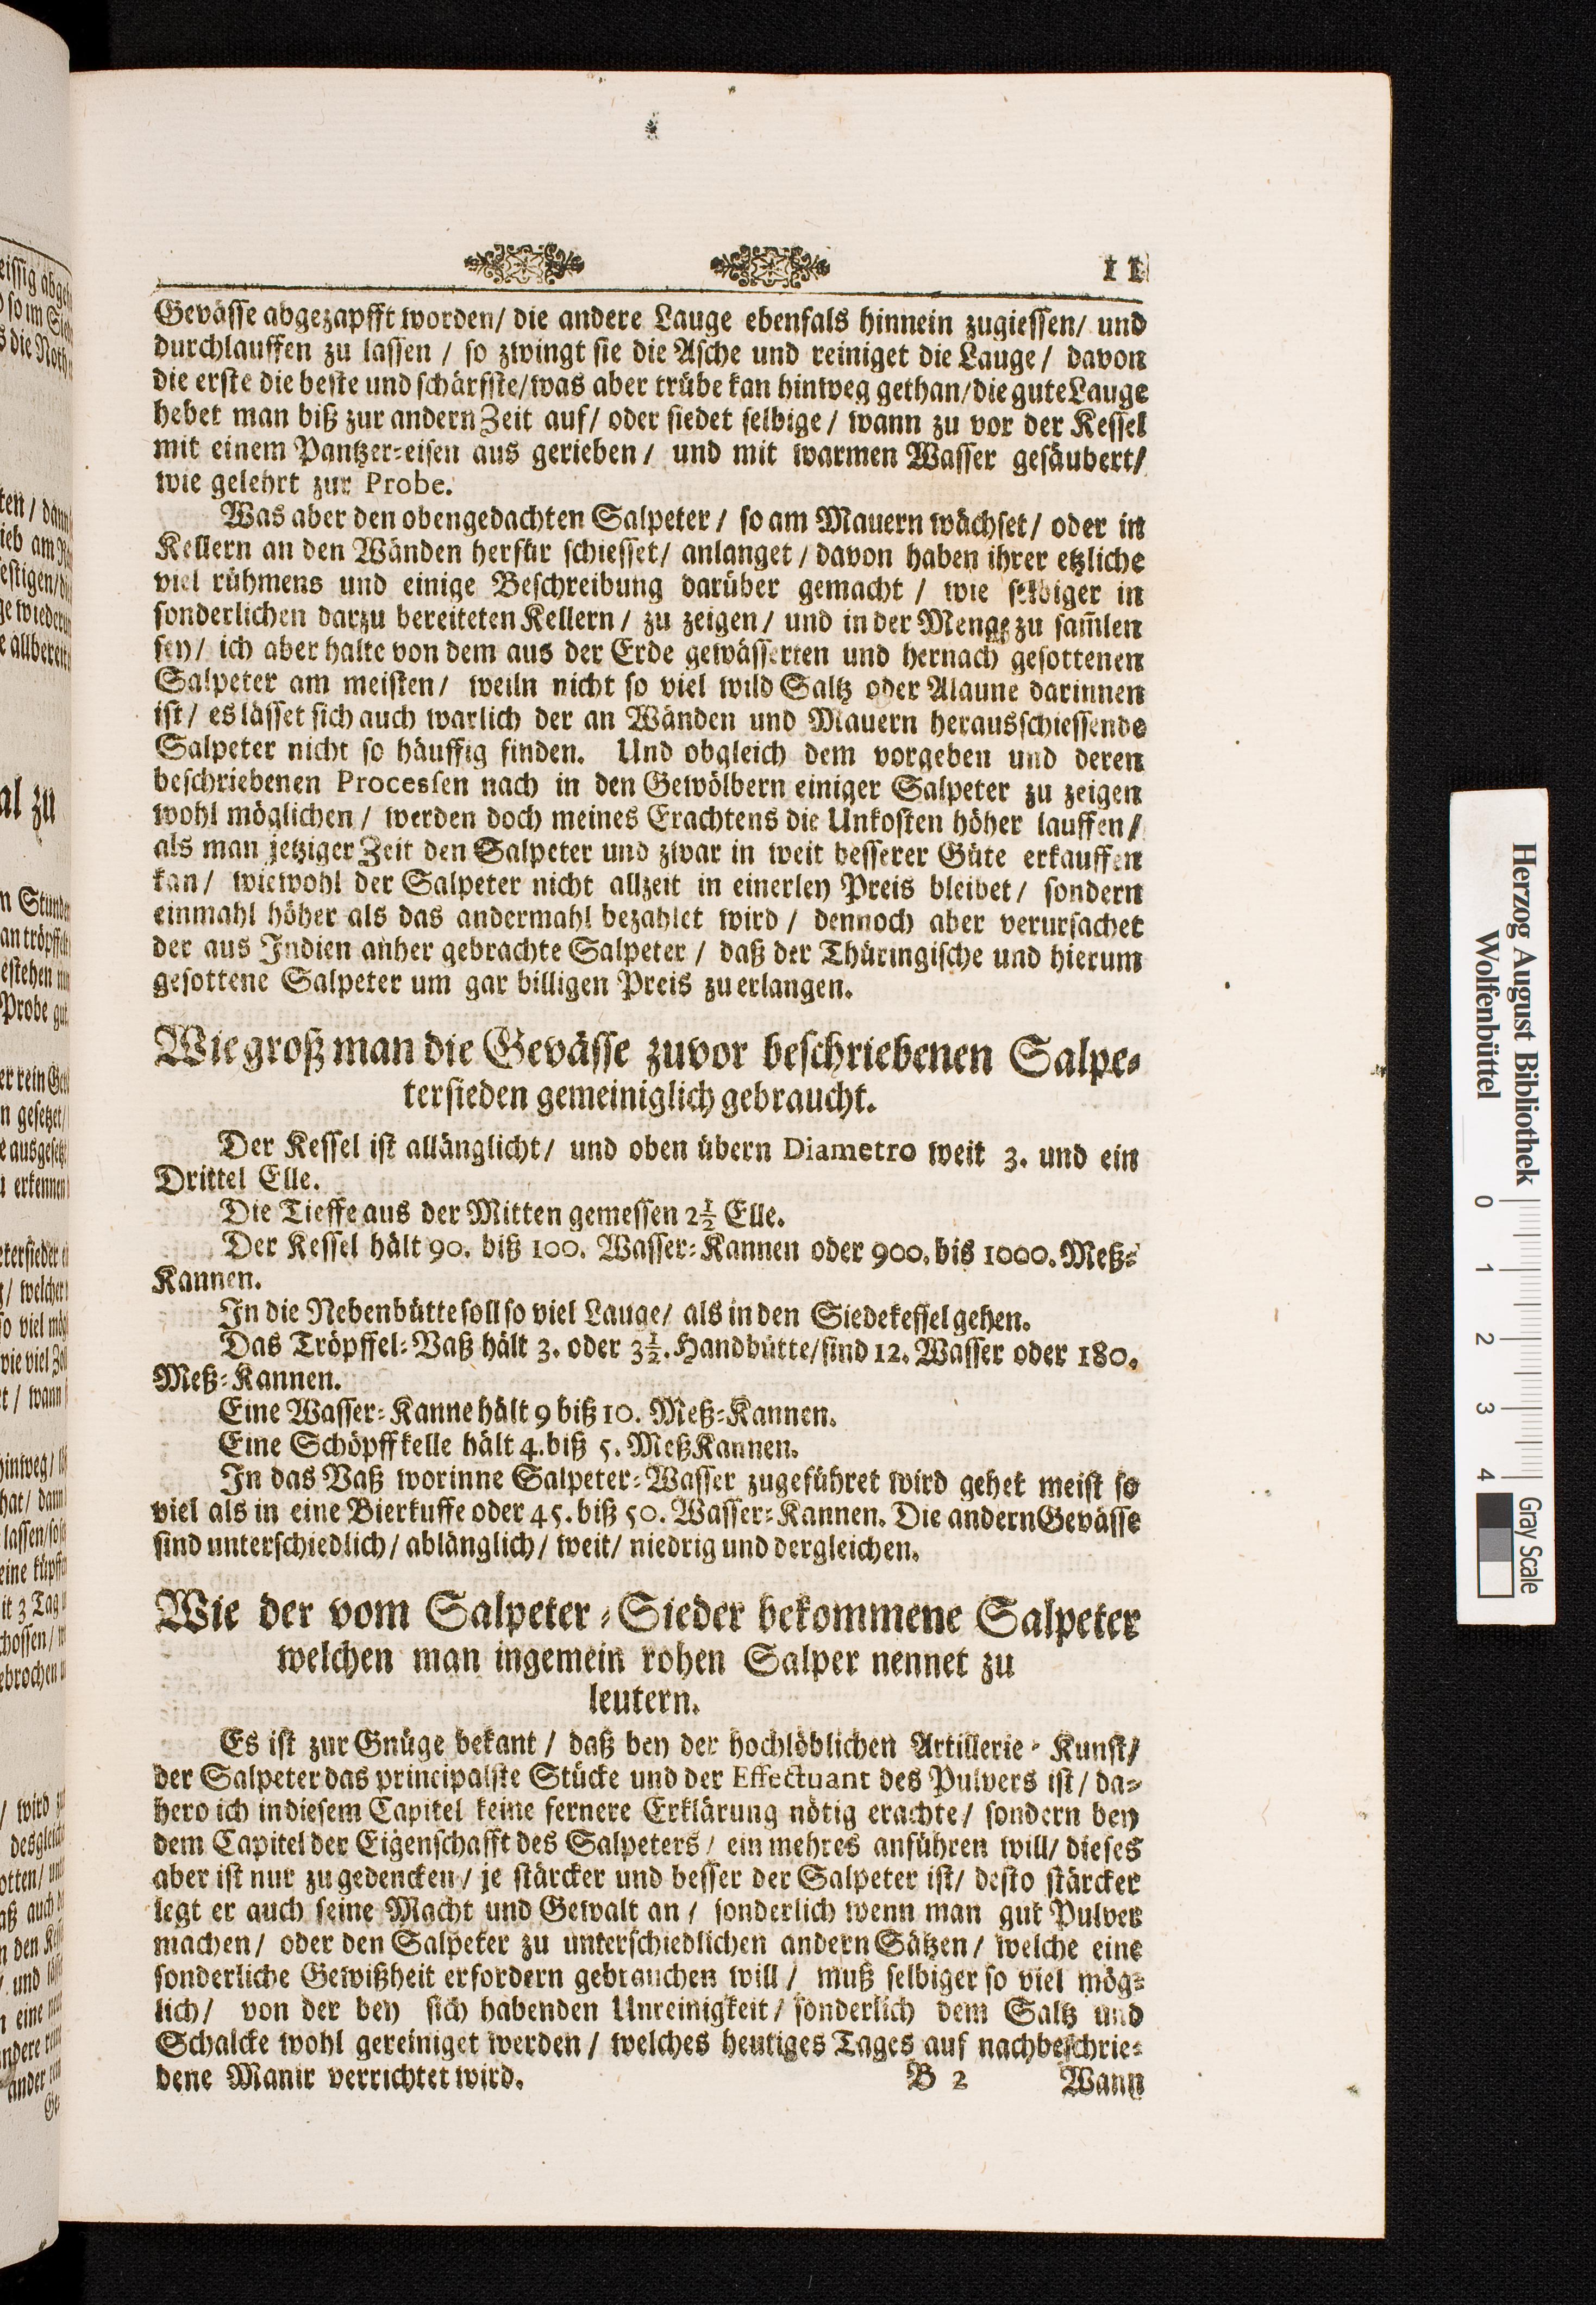 11
Gevässe abgezapfft worden/ die andere Lauge ebenfals hinnein zugiessen/ und
durchlauffen zu lassen / so zwingt sie die Asche und reiniget die Lauge / davon
die erste die beste und schärffste/ was aber trübe kan hinweg gethan/ die gute Lauge
hebet man biß zur andern Zeit auf/ oder siedet selbige / wann zu vor der Kessel
mit einem Pantzer-eisen aus gerieben / und mit warmen Wasser gesäubert/
wie gelehrt zur Probe.
Was aber den obengedachten Salpeter / so am Mauern wächset/ oder in
Kellern an den Wänden herfür schiesset/ anlanget / davon haben ihrer etzliche
viel rühmens und einige Beschreibung darüber gemacht / wie selbiger in
sonderlichen darzu bereiteten Kellern / zu zeigen / und in der Menge zu sam̃len
sey/ ich aber halte von dem aus der Erde gewässerten und hernach gesottenen
Salpeter am meisten/ weiln nicht so viel wild Saltz oder Alaune darinnen
ist/ es lässet sich auch warlich der an Wänden und Mauern herausschiessende
Salpeter nicht so häuffig finden. Und obgleich dem vorgeben und deren
beschriebenen Processen nach in den Gewölbern einiger Salpeter zu zeigen
wohl möglichen / werden doch meines Erachtens die Unkosten höher lauffen /
als man jetziger Zeit den Salpeter und zwar in weit besserer Güte erkauffen
kan/ wiewohl der Salpeter nicht allzeit in einerley Preis bleibet/ sondern
einmahl höher als das andermahl bezahlet wird / dennoch aber verursachet
der aus Indien anher gebrachte Salpeter / daß der Thüringische und hierum
gesottene Salpeter um gar billigen Preis zu erlangen.
Wie groß man die Gevässe zuvor beschriebenen Salpe-
tersieden gemeiniglich gebraucht.
Der Kessel ist allänglicht/ und oben übern Diametro weit 3. und ein
Drittel Elle.
Die Tieffe aus der Mitten gemessen 2½ Elle.
Der Kessel hält 90. biß 100. Wasser-Kannen oder 900. bis 1000. Meß-
Kannen.
In die Nebenbütte soll so viel Lauge/ als in den Siedekessel gehen.
Das Tröpffel-Vaß hält 3. oder 3½. Handbütte/ sind 12. Wasser oder 180.
Meß-Kannen.
Eine Wasser-Kanne hält 9 biß 10. Meß-Kannen.
Eine Schöpffkelle hält 4. biß 5. MeßKannen.
In das Vaß worinne Salpeter-Wasser zugeführet wird gehet meist so
viel als in eine Bierkuffe oder 45. biß 50. Wasser-Kannen. Die andern Gevässe
sind unterschiedlich / ablänglich / weit/ niedrig und dergleichen.
Wie der vom Salpeter-Sieder bekommene Salpeter
welchen man ingemein rohen Salper nennet zu
leutern.
Es ist zur Gnüge bekant / daß bey der hochlöblichen Artillerie-Kunst/
der Salpeter das principalste Stücke und der Effectuant des Pulvers ist / da-
hero ich in diesem Capitel keine fernere Erklärung nötig erachte / sondern bey
dem Capitel der Eigenschafft des Salpeters / ein mehres anführen will/ dieses
aber ist nur zu gedencken / je stärcker und besser der Salpeter ist/ desto stärcker
legt er auch seine Macht und Gewalt an / sonderlich wenn man gut Pulver
machen / oder den Salpeter zu unterschiedlichen andern Sätzen / welche eine
sonderliche Gewißheit erfordern gebrauchen will / muß selbiger so viel mög-
lich/ von der bey sich habenden Unreinigkeit / sonderlich dem Saltz und
Schalcke wohl gereiniget werden / welches heutiges Tages auf nachbeschrie-
dene Manir verrichtet wird.
B 2 Wann
Herzog August Bibliothek
Wolfenbüttel
0 1 2 3 4
Gray Scale